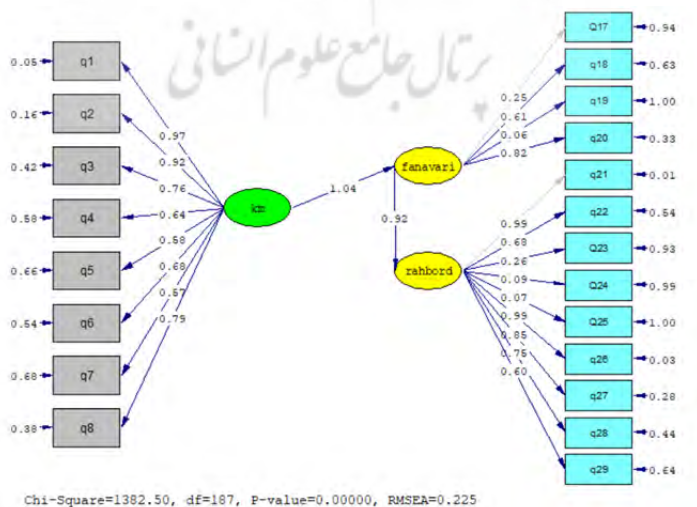 پرتال جامع علوم انسانی
0.05 q1
0.16 q2
0.42 q3
0.58 q4
0.66 q5
0.54 q6
0.68 q7
0.38 q8
0.97
0.92
0.76
0.64
0.58
0.68
0.57
0.79
km
1.04
fanavari
0.92
rahbord
0.25
0.61
0.06
0.82
0.99
0.68
0.26
0.09
0.07
0.99
0.85
0.75
0.60
Q17 0.94
q18 0.63
q19 1.00
q20 0.33
q21 0.01
q22 0.54
Q23 0.93
Q24 0.99
Q25 1.00
q26 0.03
q27 0.28
q28 0.44
q29 0.64
Chi-Square=1382.50, df=187, P-value=0.00000, RMSEA=0.225